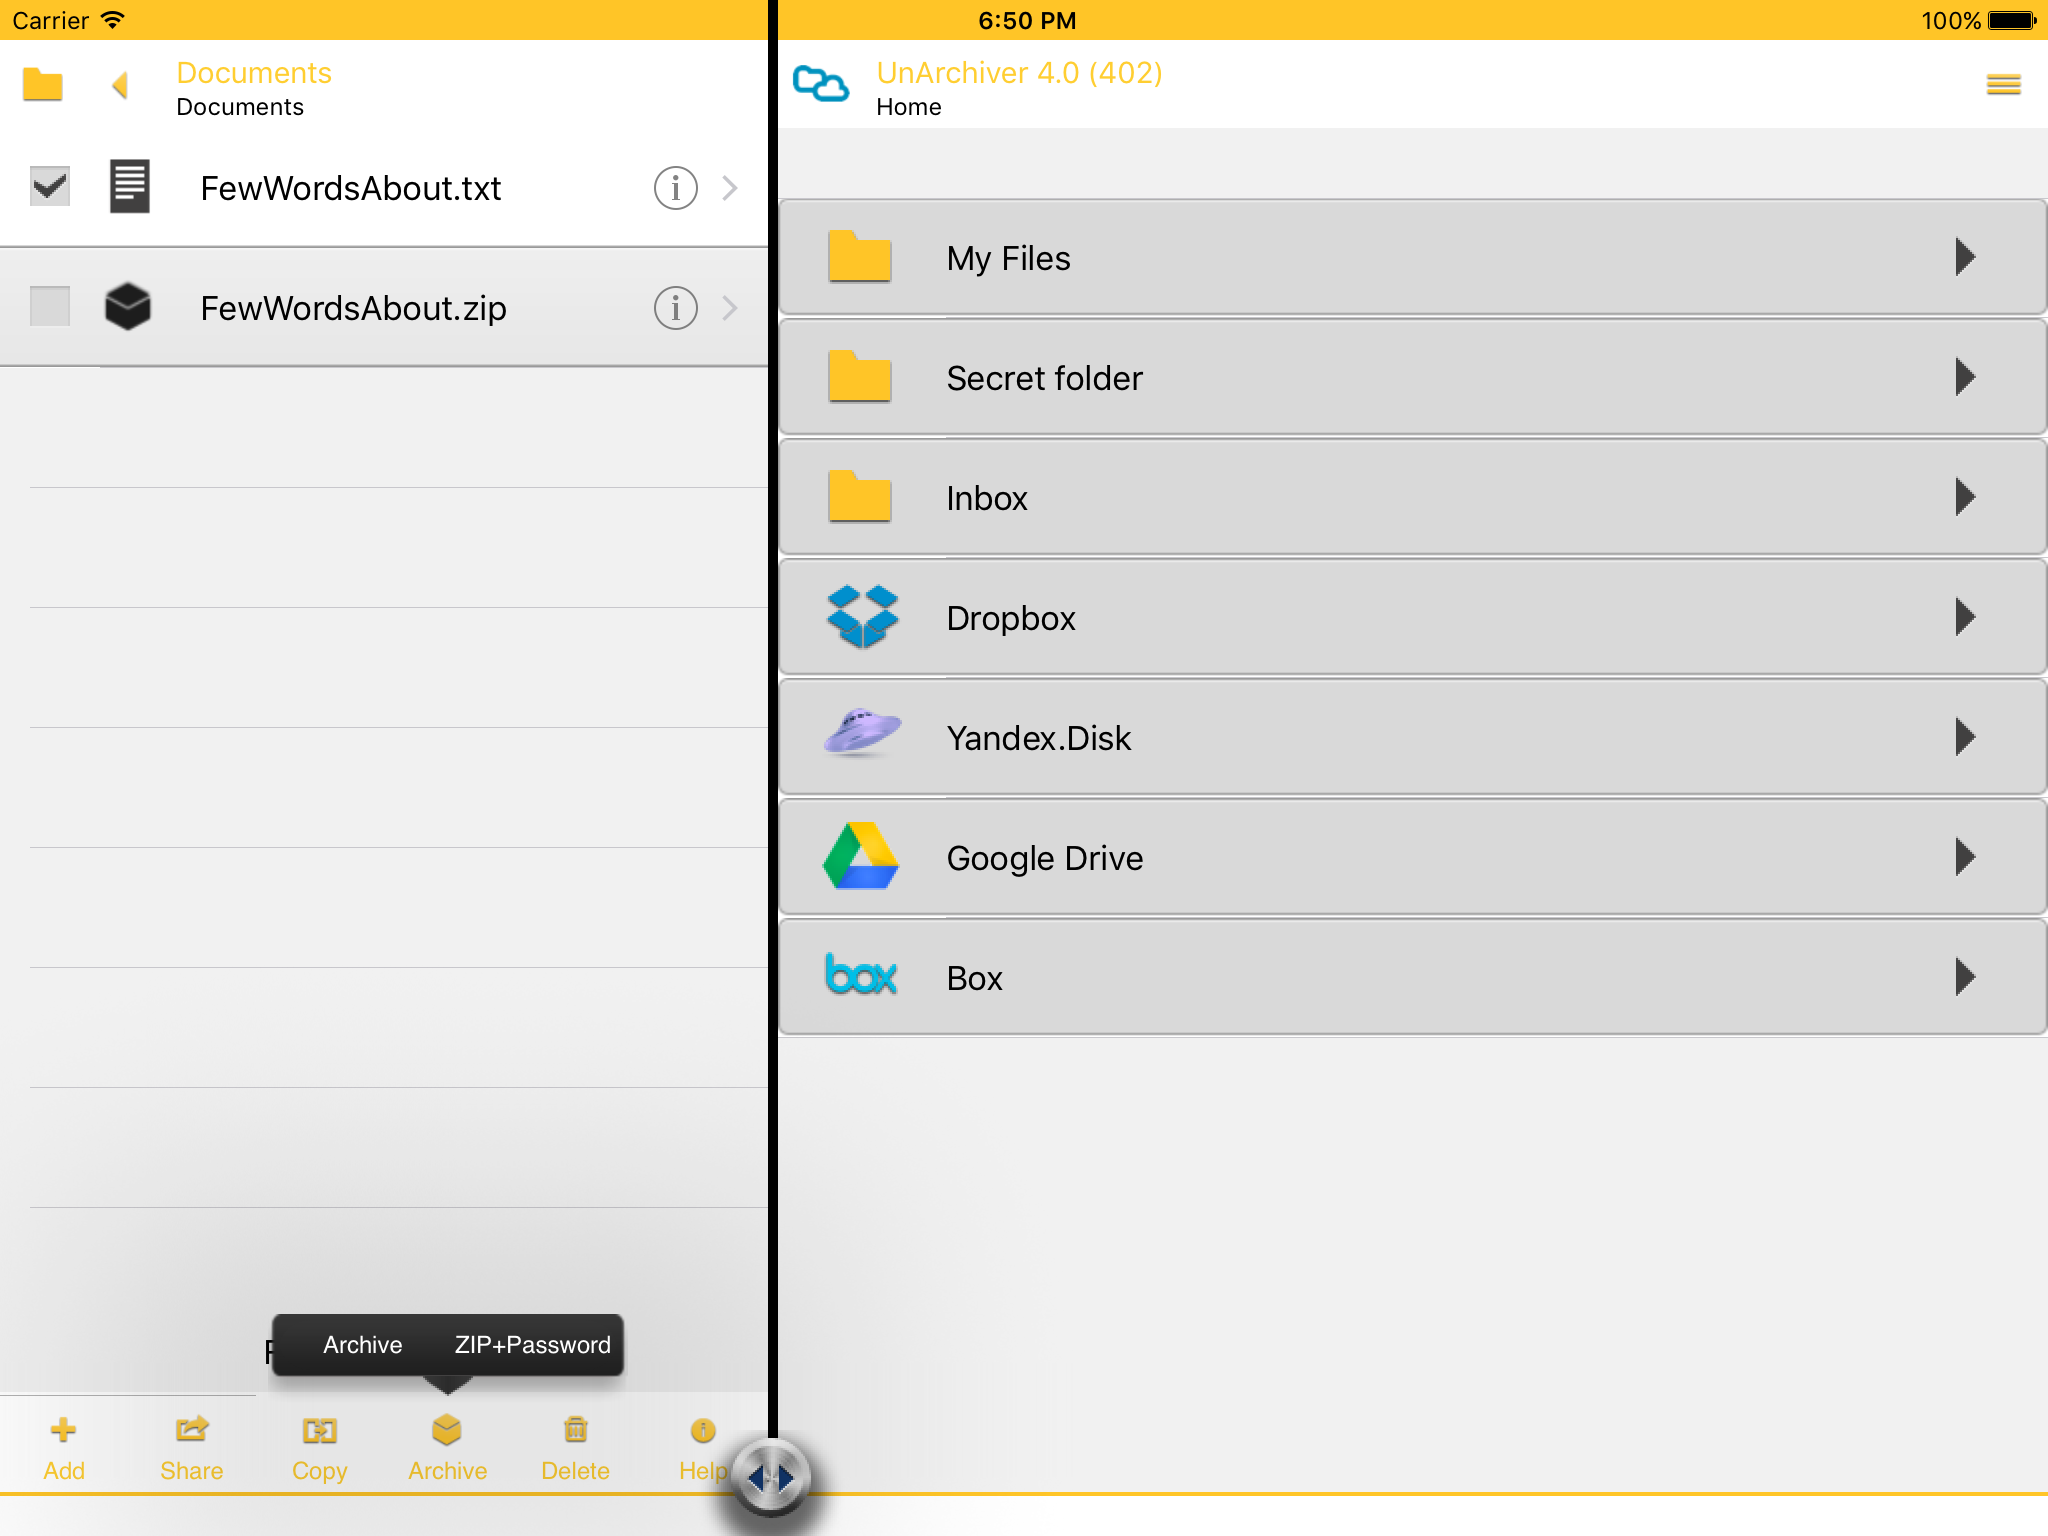 Carrier
6:50 PM
100%
Documents
Documents
FewWordsAbout.txt
FewWordsAbout.zip
Archive ZIP+Password
Add Share Copy Archive Delete Help
UnArchiver 4.0 (402)
Home
My Files
Secret folder
Inbox
Dropbox
Yandex.Disk
Google Drive
box Box